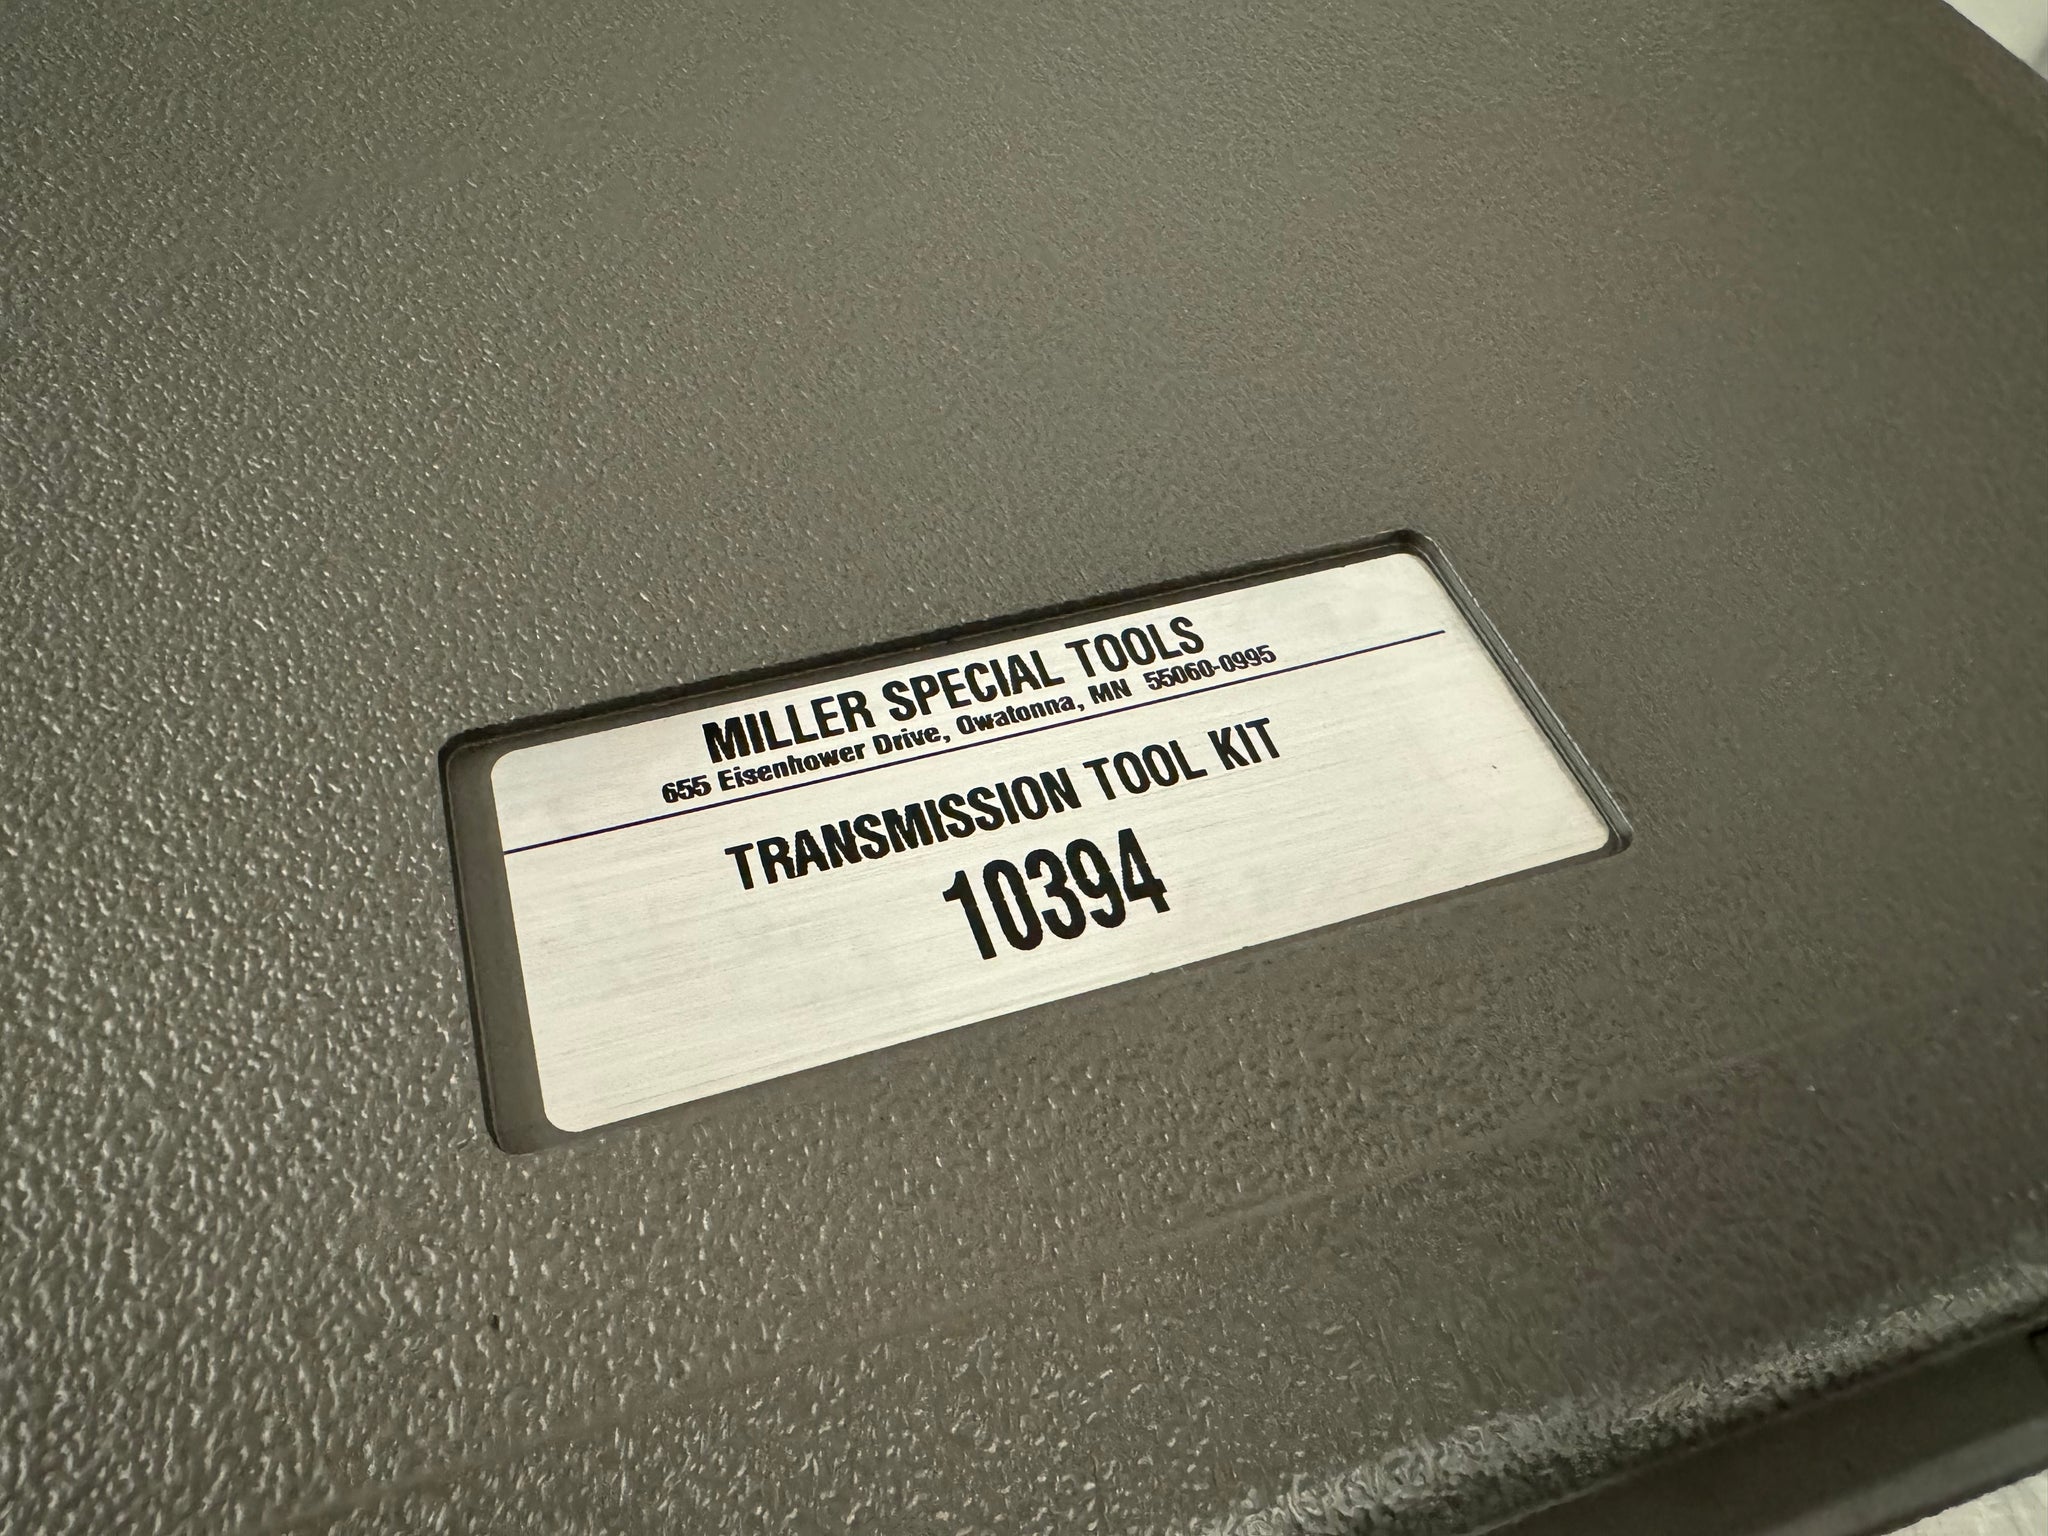 MILLER SPECIAL TOOLS
655 Eisenhower Drive, Owatonna, MN 55060-0995
TRANSMISSION TOOL KIT
10394